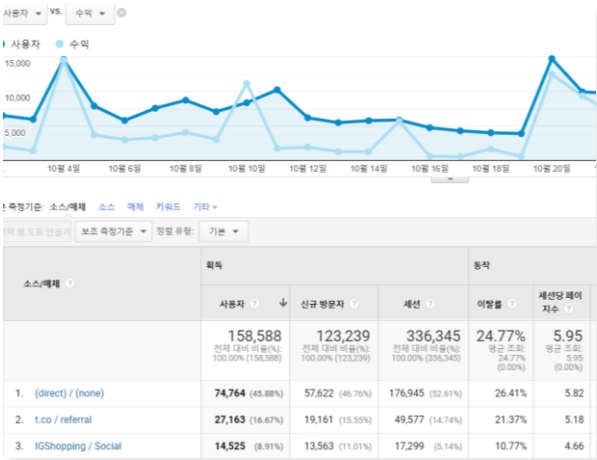 사용자 vs. 수익
사용자 수익
15,000
10,000
5,000
10월 4일 10월 6일 10월 8일 10월 10일 10월 12일 10월 14일 10월 16일 10월 18일 10월 20일
측정기준: 소스/매체 소스 매체 키워드 기타
택 행 도표 만들기 보조 측정기준 정렬 유형: 기본
획득 동작
소스/매체 ?
사용자 ? 신규 방문자 ? 세션 ? 이탈률 ? 세션당 페이
지수 ?
158,588 123,239 336,345 24.77% 5.95
전체 대비 비율(%): 전체 대비 비율(%): 전체 대비 비율(%): 평균 조회: 평균 조회:
100.00% (158,588) 100.00% (123,239) 100.00% (336,345) 24.77% 5.95
(0.00%) (0.00%)
1. (direct) / (none) 74,764 (45.88%) 57,622 (46.76%) 176,945 (52.61%) 26.41% 5.82
2. t.co / referral 27,163 (16.67%) 19,161 (15.55%) 49,577 (14.74%) 21.37% 5.18
3. IGShopping / Social 14,525 (8.91%) 13,563 (11.01%) 17,299 (5.14%) 10.77% 4.66